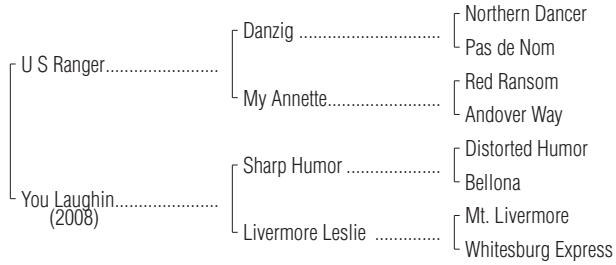 Northern Dancer
Danzig ......................................
Pas de Nom
U S Ranger.............................
Red Ransom
My Annette.............................
Andover Way
Distorted Humor
Sharp Humor .........................
Bellona
You Laughin...........................
(2008)
Mt. Livermore
Livermore Leslie .................
Whitesburg Express